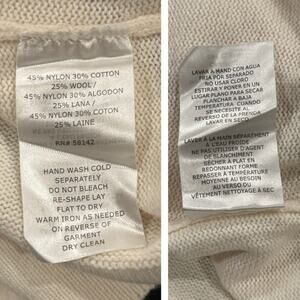 45% NYLON 30% COTTON
25% WOOL /
45% NYLON 30% ALGODON
25% LANA /
45% NYLON 30% COTON
25% LAINE
RN# 58142
HAND WASH COLD
SEPARATELY
DO NOT BLEACH
RE-SHAPE LAY
FLAT TO DRY
WARM IRON AS NEEDED
ON REVERSE OF
GARMENT
DRY CLEAN
LAVAR A MANO CON AGUA
FRIA POR SEPARADO
NO USAR CLORO
ESTIRAR Y PONER EN UN
LUGAR PLANO PARA SECAR
PLANCHAR A BAJA
TEMPERATURA CUANDO
SE NECESITE AL
REVERSO DE LA PRENDA
LAVAR EN SECO
LAVER À LA MAIN SÉPARÉMENT
À L'EAU FROIDE
NE PAS UTILISER D'AGENT
DE BLANCHIMENT
SÉCHER À PLAT EN
REDONNANT FORME
REPASSER À TEMPÉRATURE
MOYENNE AU BESOIN
AU VERSO DU
VÊTEMENT NETTOYAGE À SEC